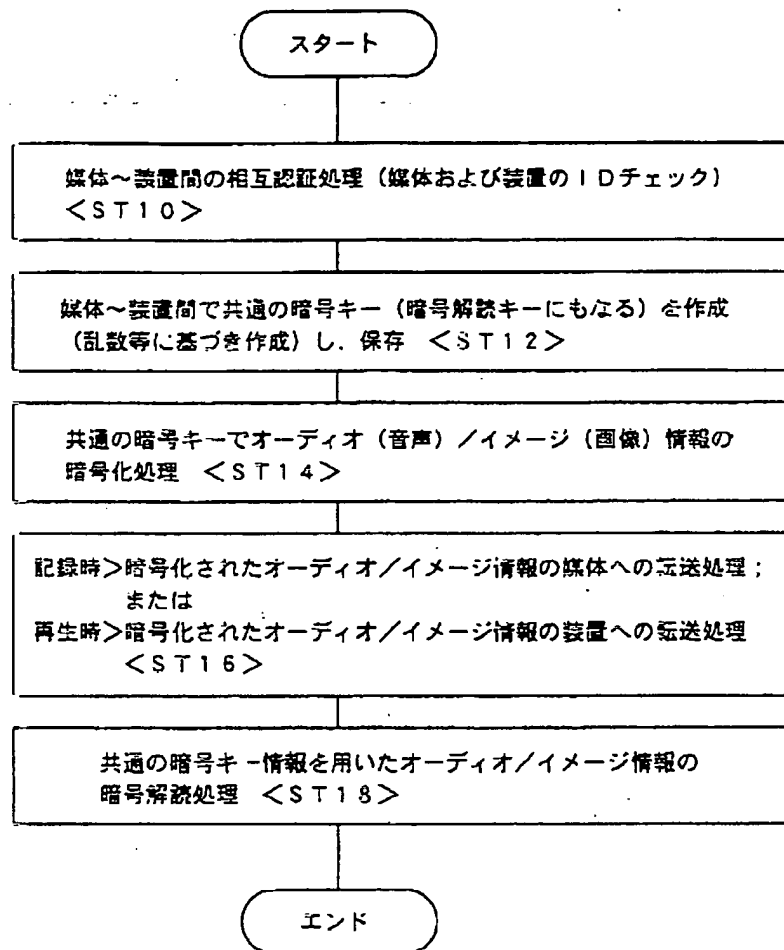 スタート
媒体～装置間の相互認証処理（媒体および装置のＩＤチェック）
＜ＳＴ１０＞
媒体～装置間で共通の暗号キー（暗号解読キーにもなる）を作成
（乱数等に基づき作成）し、保存 ＜ＳＴ１２＞
共通の暗号キーでオーディオ（音声）／イメージ（画像）情報の
暗号化処理 ＜ＳＴ１４＞
記録時＞暗号化されたオーディオ／イメージ情報の媒体への転送処理；
または
再生時＞暗号化されたオーディオ／イメージ情報の装置への転送処理
＜ＳＴ１６＞
共通の暗号キー情報を用いたオーディオ／イメージ情報の
暗号解読処理 ＜ＳＴ１８＞
エンド